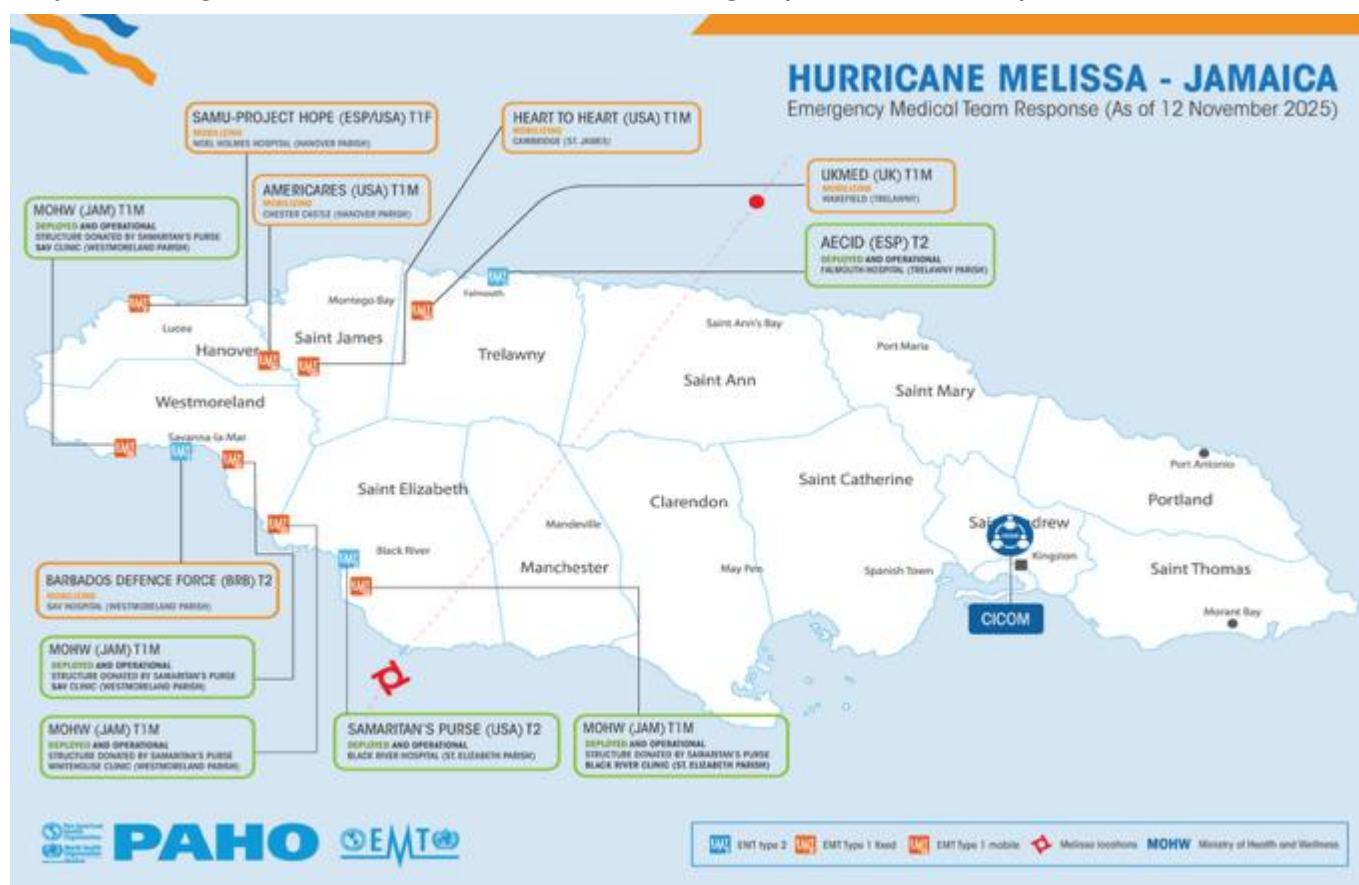 HURRICANE MELISSA - JAMAICA
Emergency Medical Team Response (As of 12 November 2025)
SAMU-PROJECT HOPE (ESP/USA) T1F
MOBILIZING
NOEL HOLMES HOSPITAL (HANOVER PARISH)
HEART TO HEART (USA) T1M
MOBILIZING
CAMBRIDGE (ST. JAMES)
AMERICARES (USA) T1M
MOBILIZING
CHESTER CASTLE (HANOVER PARISH)
UKMED (UK) T1M
MOBILIZING
WAKEFIELD (TRELAWNY)
MOHW (JAM) T1M
DEPLOYED AND OPERATIONAL
STRUCTURE DONATED BY SAMARITAN'S PURSE
SAV CLINIC (WESTMORELAND PARISH)
AECID (ESP) T2
DEPLOYED AND OPERATIONAL
FALMOUTH HOSPITAL (TRELAWNY PARISH)
Montego Bay
Falmouth
Lucea
Hanover
Saint James
Trelawny
Saint Ann's Bay
Saint Ann
Port Maria
Saint Mary
Westmoreland
Savanna-la-Mar
Saint Elizabeth
Mandeville
Black River
Manchester
Clarendon
May Pen
Saint Catherine
Spanish Town
Kingston
CICOM
Port Antonio
Portland
Saint Thomas
Morant Bay
BARBADOS DEFENCE FORCE (BRB) T2
MOBILIZING
SAV HOSPITAL (WESTMORELAND PARISH)
MOHW (JAM) T1M
DEPLOYED AND OPERATIONAL
STRUCTURE DONATED BY SAMARITAN'S PURSE
SAV CLINIC (WESTMORELAND PARISH)
MOHW (JAM) T1M
DEPLOYED AND OPERATIONAL
STRUCTURE DONATED BY SAMARITAN'S PURSE
WHITEHOUSE CLINIC (WESTMORELAND PARISH)
SAMARITAN'S PURSE (USA) T2
DEPLOYED AND OPERATIONAL
BLACK RIVER HOSPITAL (ST. ELIZABETH PARISH)
MOHW (JAM) T1M
DEPLOYED AND OPERATIONAL
STRUCTURE DONATED BY SAMARITAN'S PURSE
BLACK RIVER CLINIC (ST. ELIZABETH PARISH)
PAHO
EMT
EMT type 2
EMT Type 1 fixed
EMT Type 1 mobile
Melissa locations
MOHW Ministry of Health and Wellness